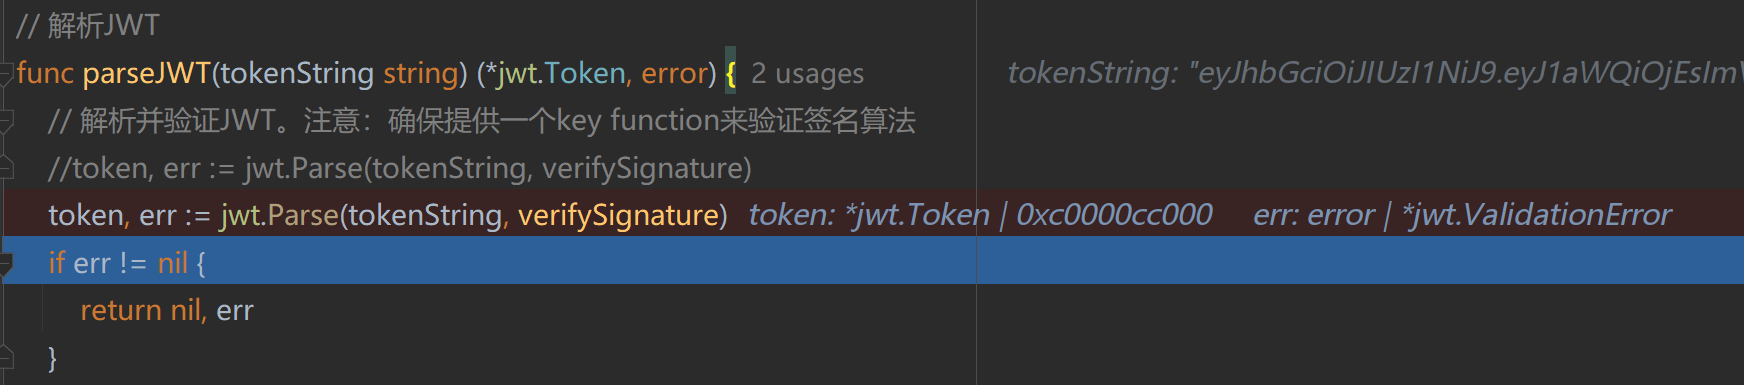 // 解析JWT
func parseJWT(tokenString string) (*jwt.Token, error) { 2 usages tokenString: "eyJhbGciOiJIUzI1NiJ9.eyJ1aWQiOjEsImV
// 解析并验证JWT。注意：确保提供一个key function来验证签名算法
//token, err := jwt.Parse(tokenString, verifySignature)
token, err := jwt.Parse(tokenString, verifySignature) token: *jwt.Token | 0xc0000cc000 err: error | *jwt.ValidationError
if err != nil {
return nil, err
}